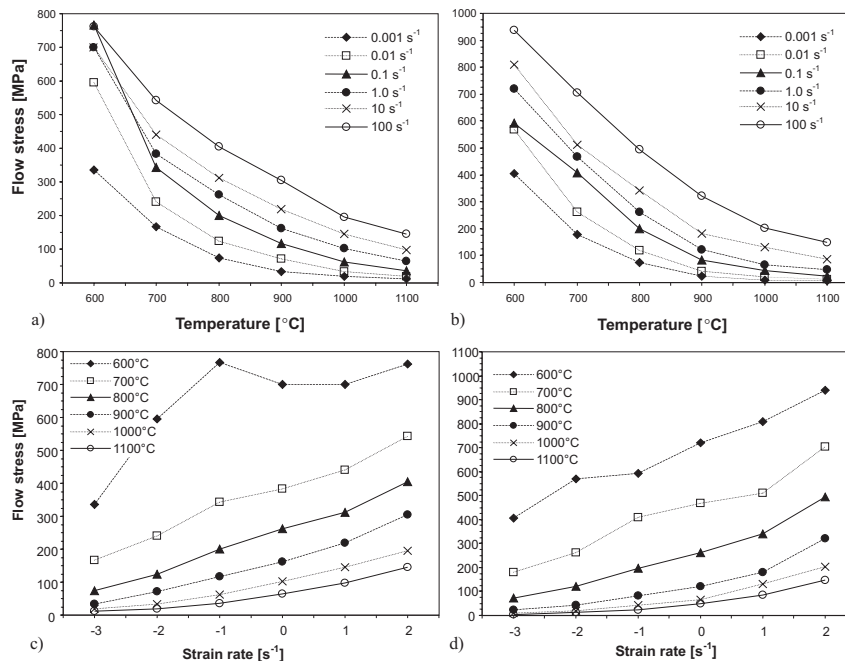 800
700
600
500
400
300
200
100
0
Flow stress [MPa]
0.001 s-1
0.01 s-1
0.1 s-1
1.0 s-1
10 s-1
100 s-1
600 700 800 900 1000 1100
a)
Temperature [°C]
1000
900
800
700
600
500
400
300
200
100
0
0.001 s-1
0.01 s-1
0.1 s-1
1.0 s-1
10 s-1
100 s-1
600 700 800 900 1000 1100
b)
Temperature [°C]
800
700
600
500
400
300
200
100
0
Flow stress [MPa]
600°C
700°C
800°C
900°C
1000°C
1100°C
-3 -2 -1 0 1 2
c)
Strain rate [s-1]
1100
1000
900
800
700
600
500
400
300
200
100
0
600°C
700°C
800°C
900°C
1000°C
1100°C
-3 -2 -1 0 1 2
d)
Strain rate [s-1]